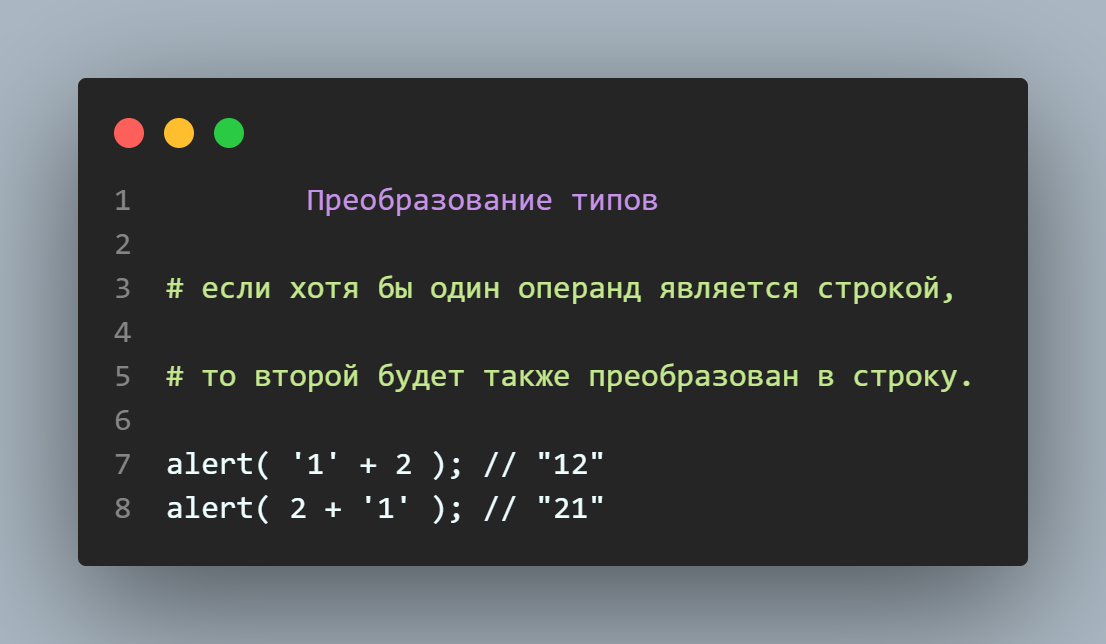 1 Преобразование типов
2
3 # если хотя бы один операнд является строкой,
4
5 # то второй будет также преобразован в строку.
6
7 alert( '1' + 2 ); // "12"
8 alert( 2 + '1' ); // "21"